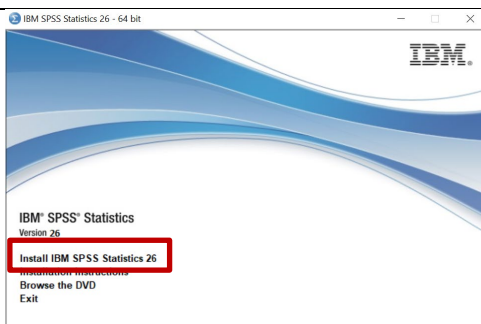 IBM SPSS Statistics 26 - 64 bit
IBM.
IBM® SPSS® Statistics
Version 26
Install IBM SPSS Statistics 26
Installation Instructions
Browse the DVD
Exit